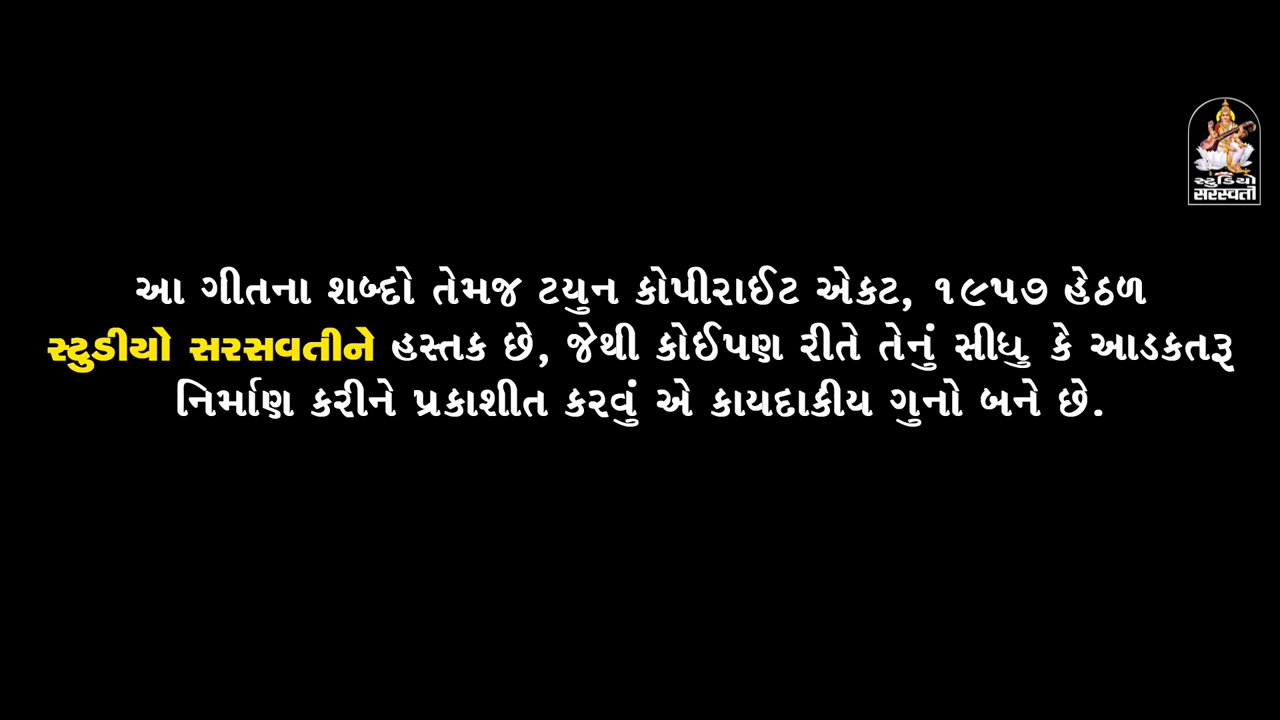 સ્ટુડિયો
સરસ્વતી
આ ગીતના શબ્દો તેમજ ટયુન કોપીરાઈટ એકટ, ૧૯૫૭ હેઠળ
સ્ટુડીયો સરસવતીને હસ્તક છે, જેથી કોઈપણ રીતે તેનું સીધુ કે આડકતરૂ
નિર્માણ કરીને પ્રકાશીત કરવું એ કાયદાકીય ગુનો બને છે.